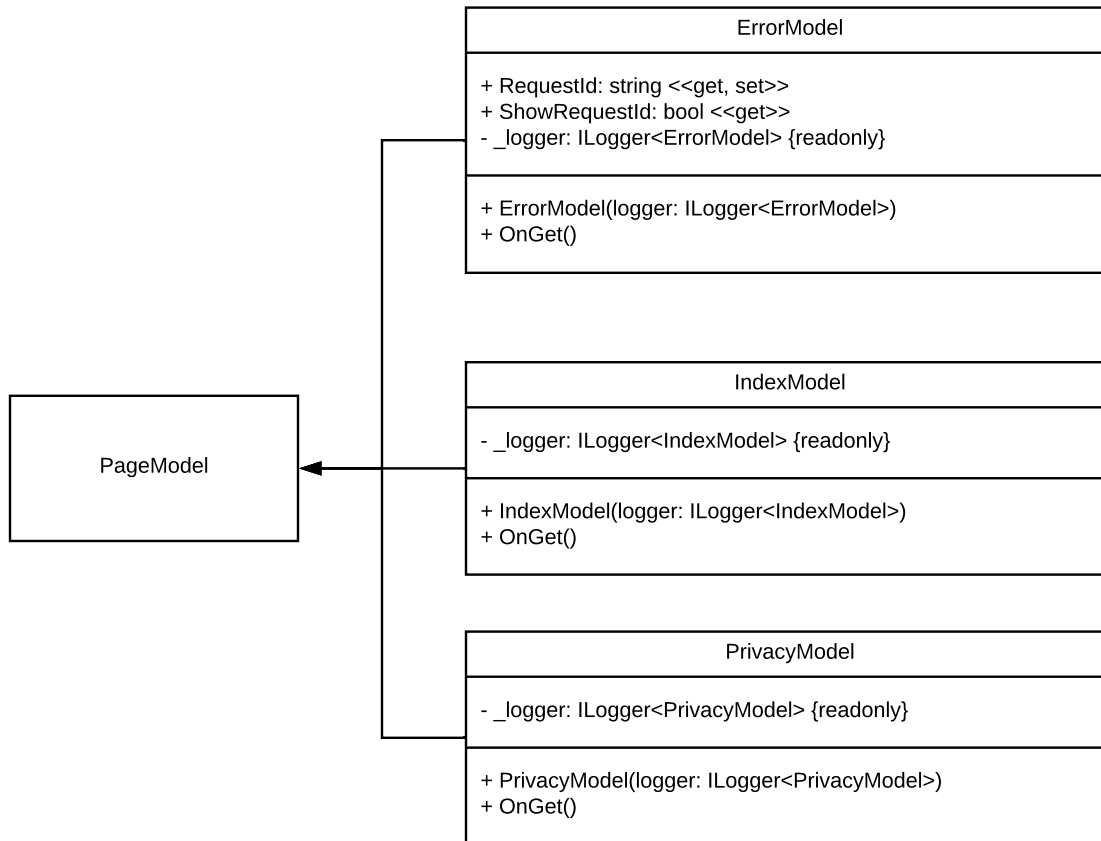 ErrorModel
+ RequestId: string <<get, set>>
+ ShowRequestId: bool <<get>>
- _logger: ILogger<ErrorModel> {readonly}
+ ErrorModel(logger: ILogger<ErrorModel>)
+ OnGet()
PageModel
IndexModel
- _logger: ILogger<IndexModel> {readonly}
+ IndexModel(logger: ILogger<IndexModel>)
+ OnGet()
PrivacyModel
- _logger: ILogger<PrivacyModel> {readonly}
+ PrivacyModel(logger: ILogger<PrivacyModel>)
+ OnGet()